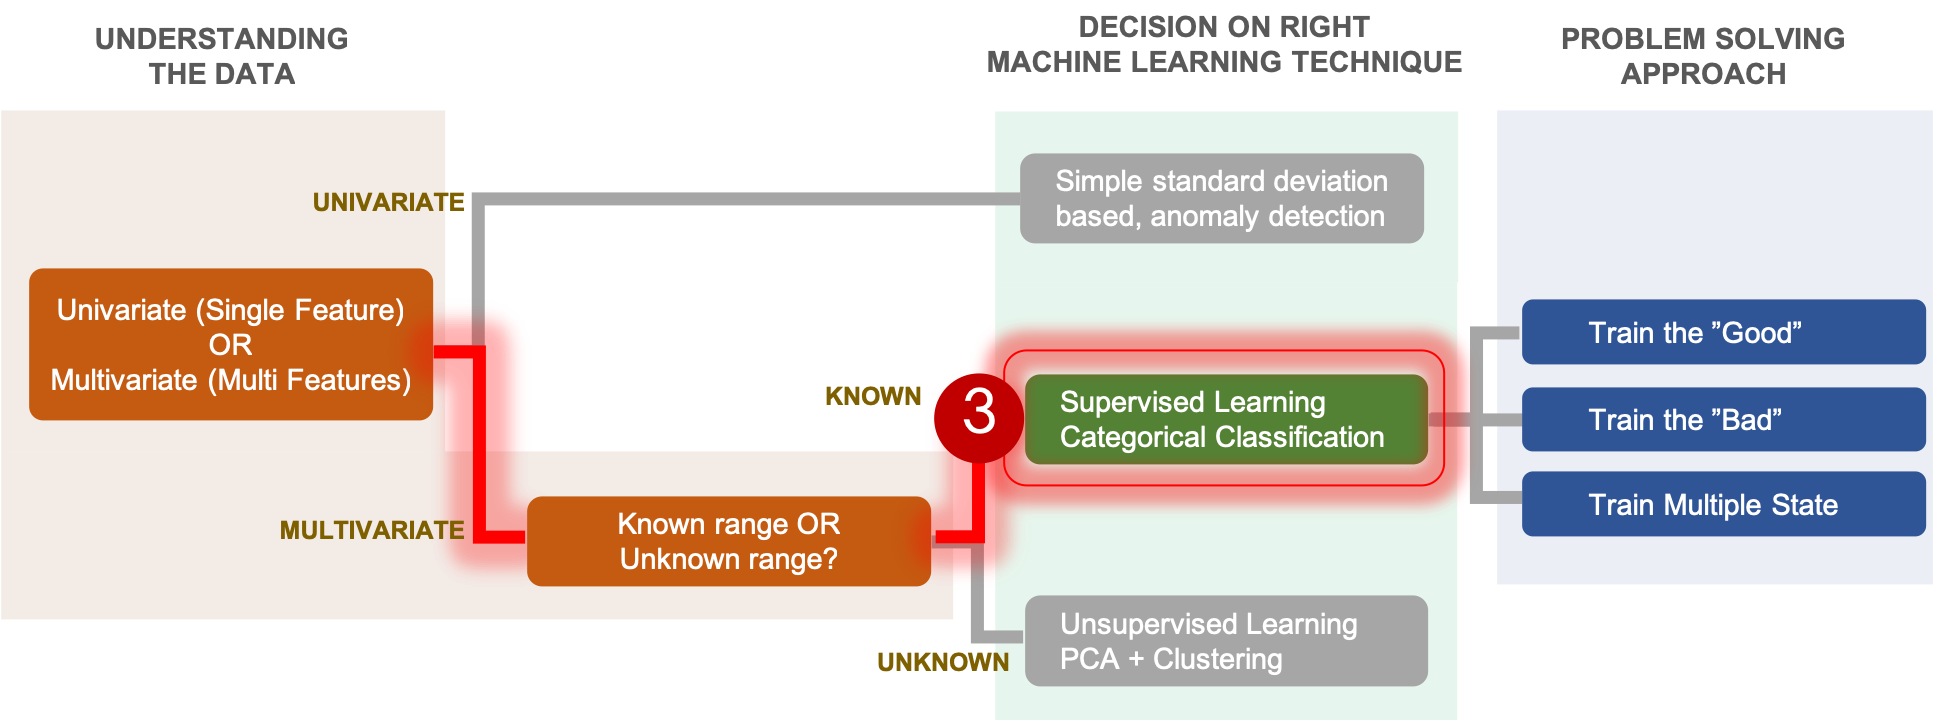 UNDERSTANDING
THE DATA
DECISION ON RIGHT
MACHINE LEARNING TECHNIQUE
PROBLEM SOLVING
APPROACH
UNIVARIATE
Simple standard deviation
based, anomaly detection
Univariate (Single Feature)
OR
Multivariate (Multi Features)
KNOWN
3
Supervised Learning
Categorical Classification
Train the ”Good”
Train the ”Bad”
Train Multiple State
MULTIVARIATE
Known range OR
Unknown range?
UNKNOWN
Unsupervised Learning
PCA + Clustering